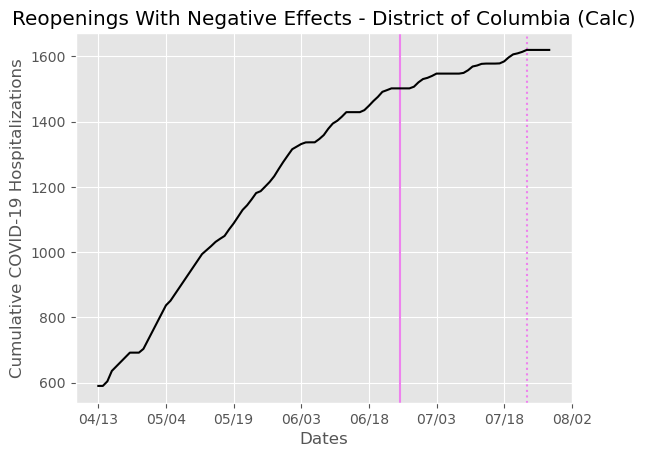 Reopenings With Negative Effects - District of Columbia (Calc)
Cumulative COVID-19 Hospitalizations
1600
1400
1200
1000
800
600
04/13 05/04 05/19 06/03 06/18 07/03 07/18 08/02
Dates